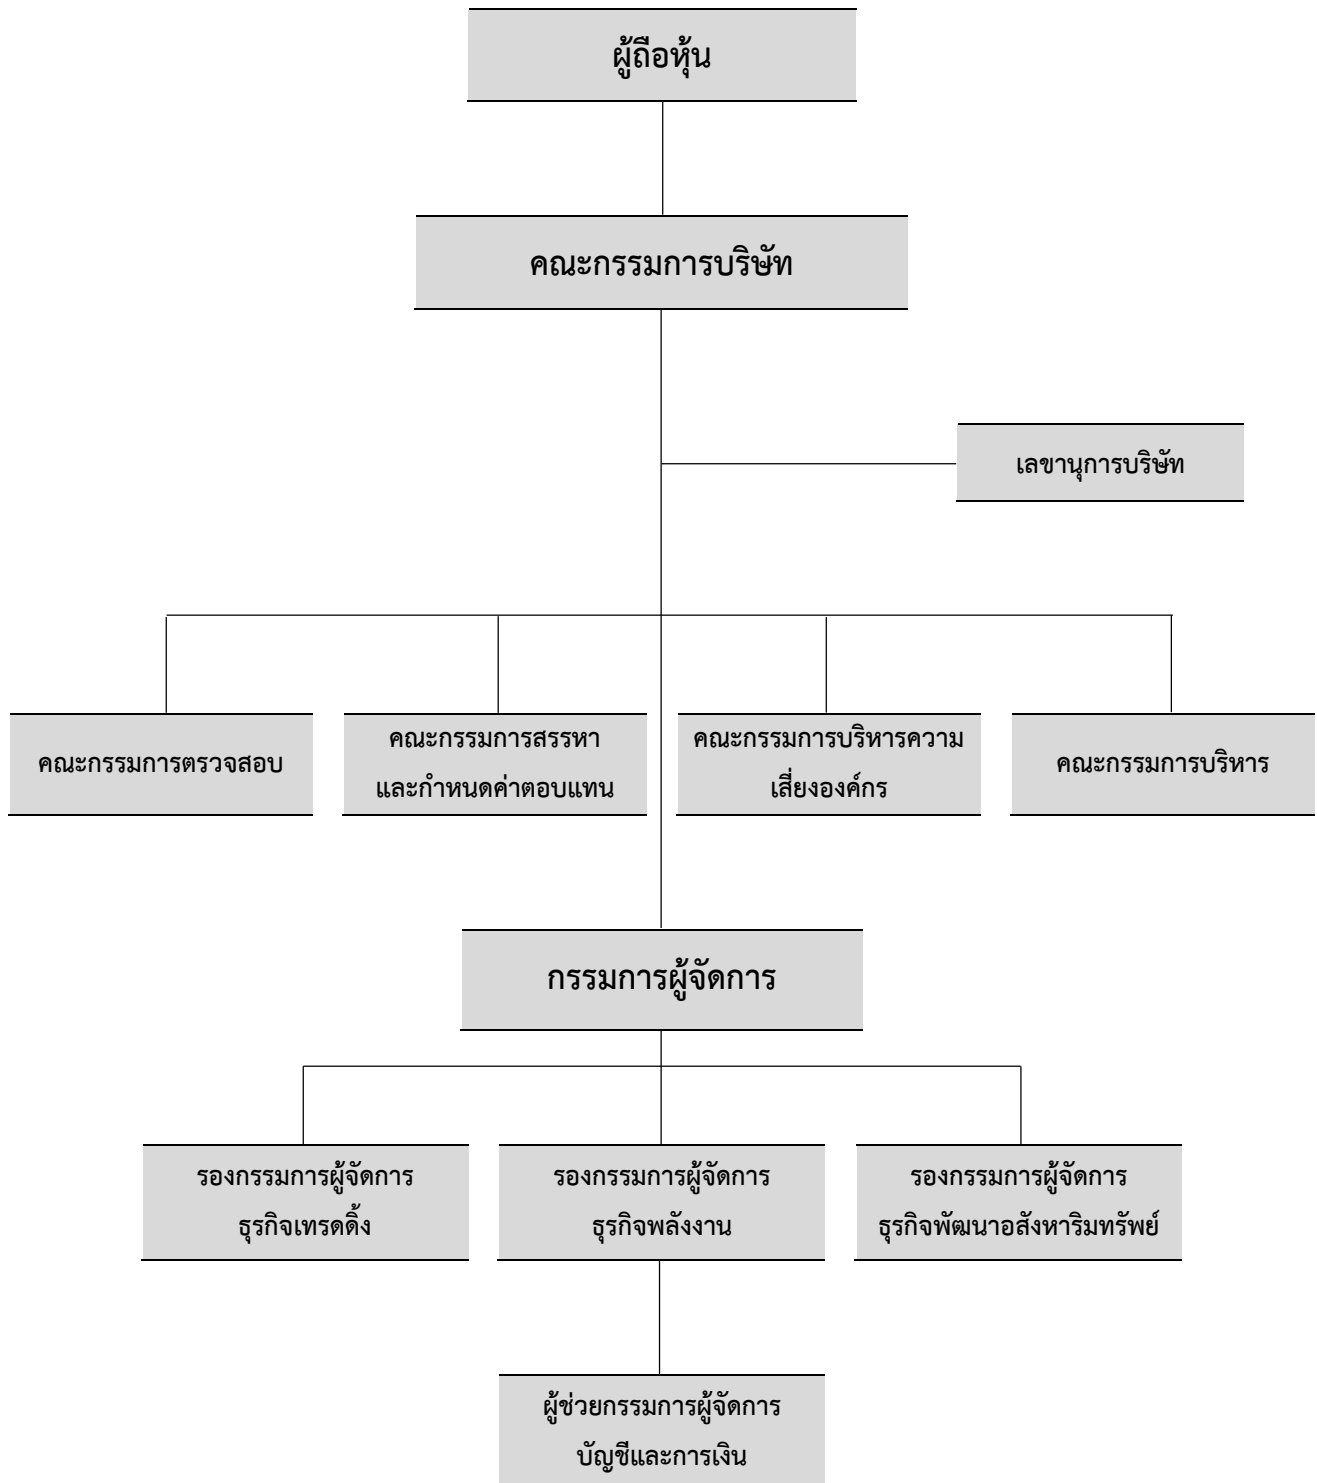 ผู้ถือหุ้น
คณะกรรมการบริษัท
เลขานุการบริษัท
คณะกรรมการตรวจสอบ
คณะกรรมการสรรหา
และกำหนดค่าตอบแทน
คณะกรรมการบริหารความ
เสี่ยงองค์กร
คณะกรรมการบริหาร
กรรมการผู้จัดการ
รองกรรมการผู้จัดการ
ธุรกิจเทรดดิ้ง
รองกรรมการผู้จัดการ
ธุรกิจพลังงาน
รองกรรมการผู้จัดการ
ธุรกิจพัฒนาอสังหาริมทรัพย์
ผู้ช่วยกรรมการผู้จัดการ
บัญชีและการเงิน